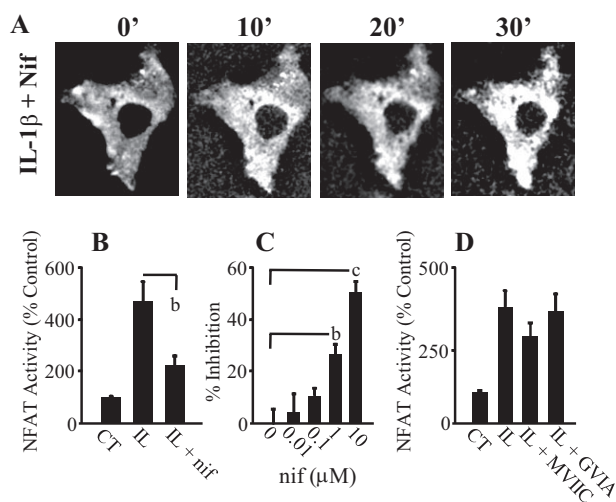 A
0’ 10’ 20’ 30’
IL-1β + Nif
B
NFAT Activity (% Control)
600
400
200
0
b
CT IL IL + nif
C
% Inhibition
60
40
20
0
c
b
0 0.01 0.1 1 10
nif (μM)
D
NFAT Activity (% Control)
500
250
0
CT IL IL + MVIIC IL + GVIA